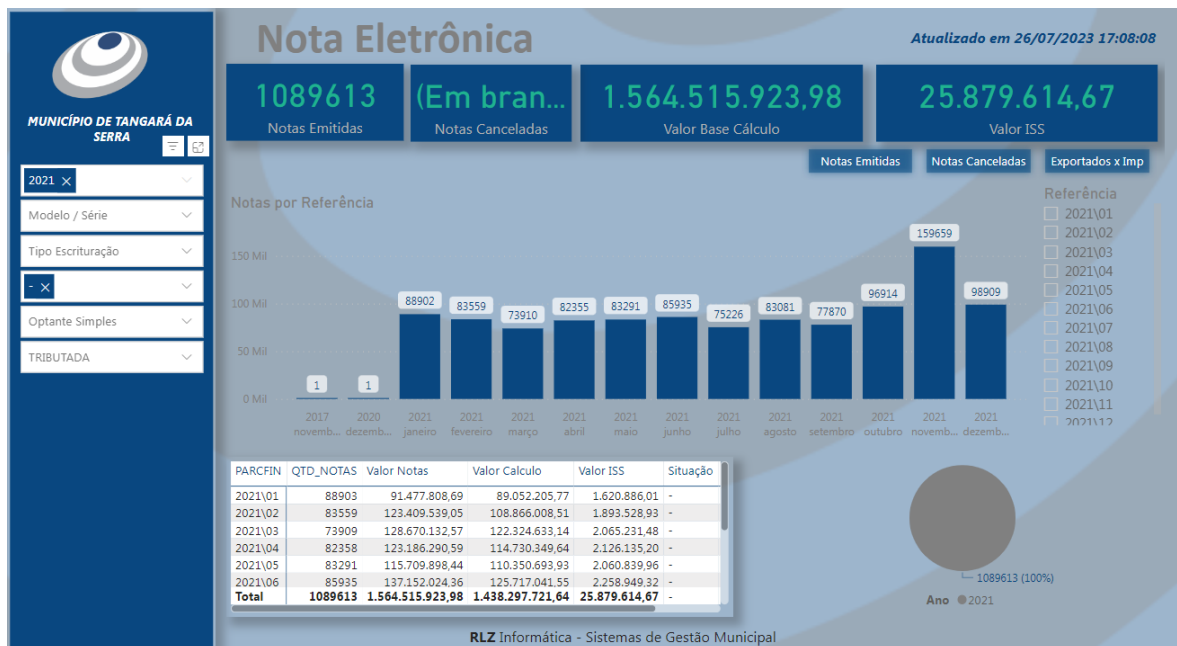 Nota Eletrônica
Atualizado em 26/07/2023 17:08:08
MUNICÍPIO DE TANGARÁ DA
SERRA
1089613
Notas Emitidas
(Em bran...
Notas Canceladas
1.564.515.923,98
Valor Base Cálculo
25.879.614,67
Valor ISS
Notas Emitidas
Notas Canceladas
Exportados x Imp
2021
Modelo / Série
Tipo Escrituração
-
Optante Simples
TRIBUTADA
Notas por Referência
150 Mil
100 Mil
50 Mil
0 Mil
1
1
88902
83559
73910
82355
83291
85935
75226
83081
77870
96914
159659
98909
2017 novemb...
2020 dezemb...
2021 janeiro
2021 fevereiro
2021 março
2021 abril
2021 maio
2021 junho
2021 julho
2021 agosto
2021 setembro
2021 outubro
2021 novemb...
2021 dezemb...
Referência
2021\01
2021\02
2021\03
2021\04
2021\05
2021\06
2021\07
2021\08
2021\09
2021\10
2021\11
2021\12
PARCFIN QTD_NOTAS Valor Notas Valor Calculo Valor ISS Situação
2021\01 88903 91.477.808,69 89.052.205,77 1.620.886,01 -
2021\02 83559 123.409.539,05 108.866.008,51 1.893.528,93 -
2021\03 73909 128.670.132,57 122.324.633,14 2.065.231,48 -
2021\04 82358 123.186.290,59 114.730.349,64 2.126.135,20 -
2021\05 83291 115.709.898,44 110.350.693,93 2.060.839,96 -
2021\06 85935 137.152.024,36 125.717.041,55 2.258.949,32 -
Total 1089613 1.564.515.923,98 1.438.297.721,64 25.879.614,67 -
1089613 (100%)
Ano 2021
RLZ Informática - Sistemas de Gestão Municipal